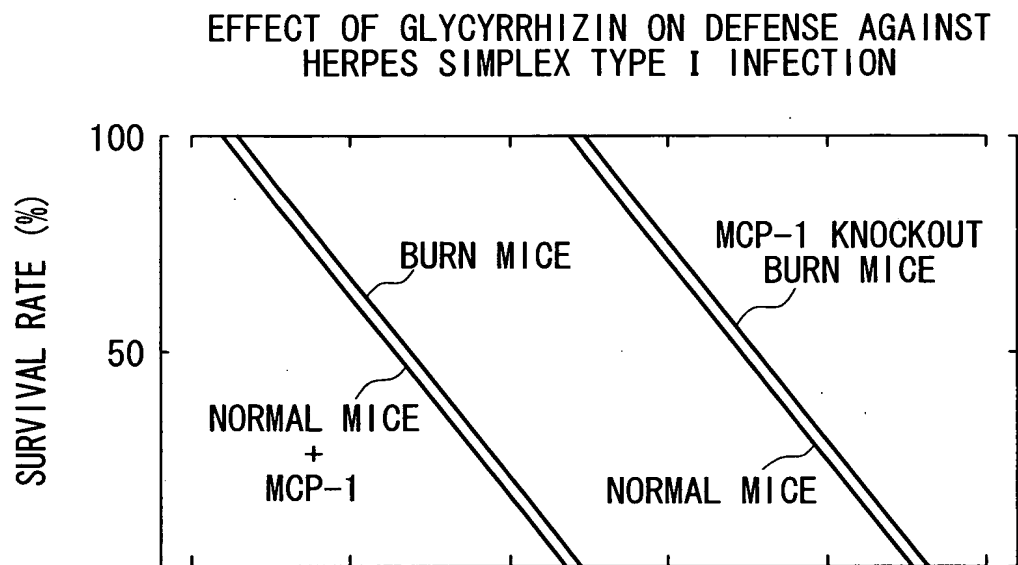 EFFECT OF GLYCYRRHIZIN ON DEFENSE AGAINST
HERPES SIMPLEX TYPE I INFECTION
SURVIVAL RATE (%)
100
50
BURN MICE
NORMAL MICE
+
MCP-1
MCP-1 KNOCKOUT
BURN MICE
NORMAL MICE